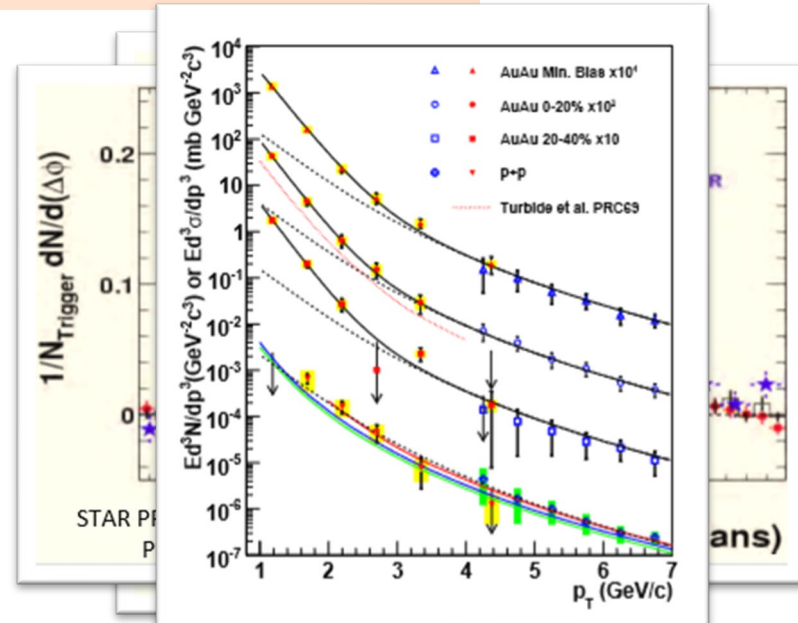 Ed³N/dp³(GeV⁻²c³) or Ed³σ/dp³ (mb GeV⁻²c³)
10⁴
10³
10²
10
1
10⁻¹
10⁻²
10⁻³
10⁻⁴
10⁻⁵
10⁻⁶
10⁻⁷
AuAu Min. Bias x10⁴
AuAu 0-20% x10²
AuAu 20-40% x10
p+p
Turbide et al. PRC69
1 2 3 4 5 6 7
p_T (GeV/c)
1/N_Trigger dN/d(Δφ)
0.2
0.1
0
R
STAR
P
ans)